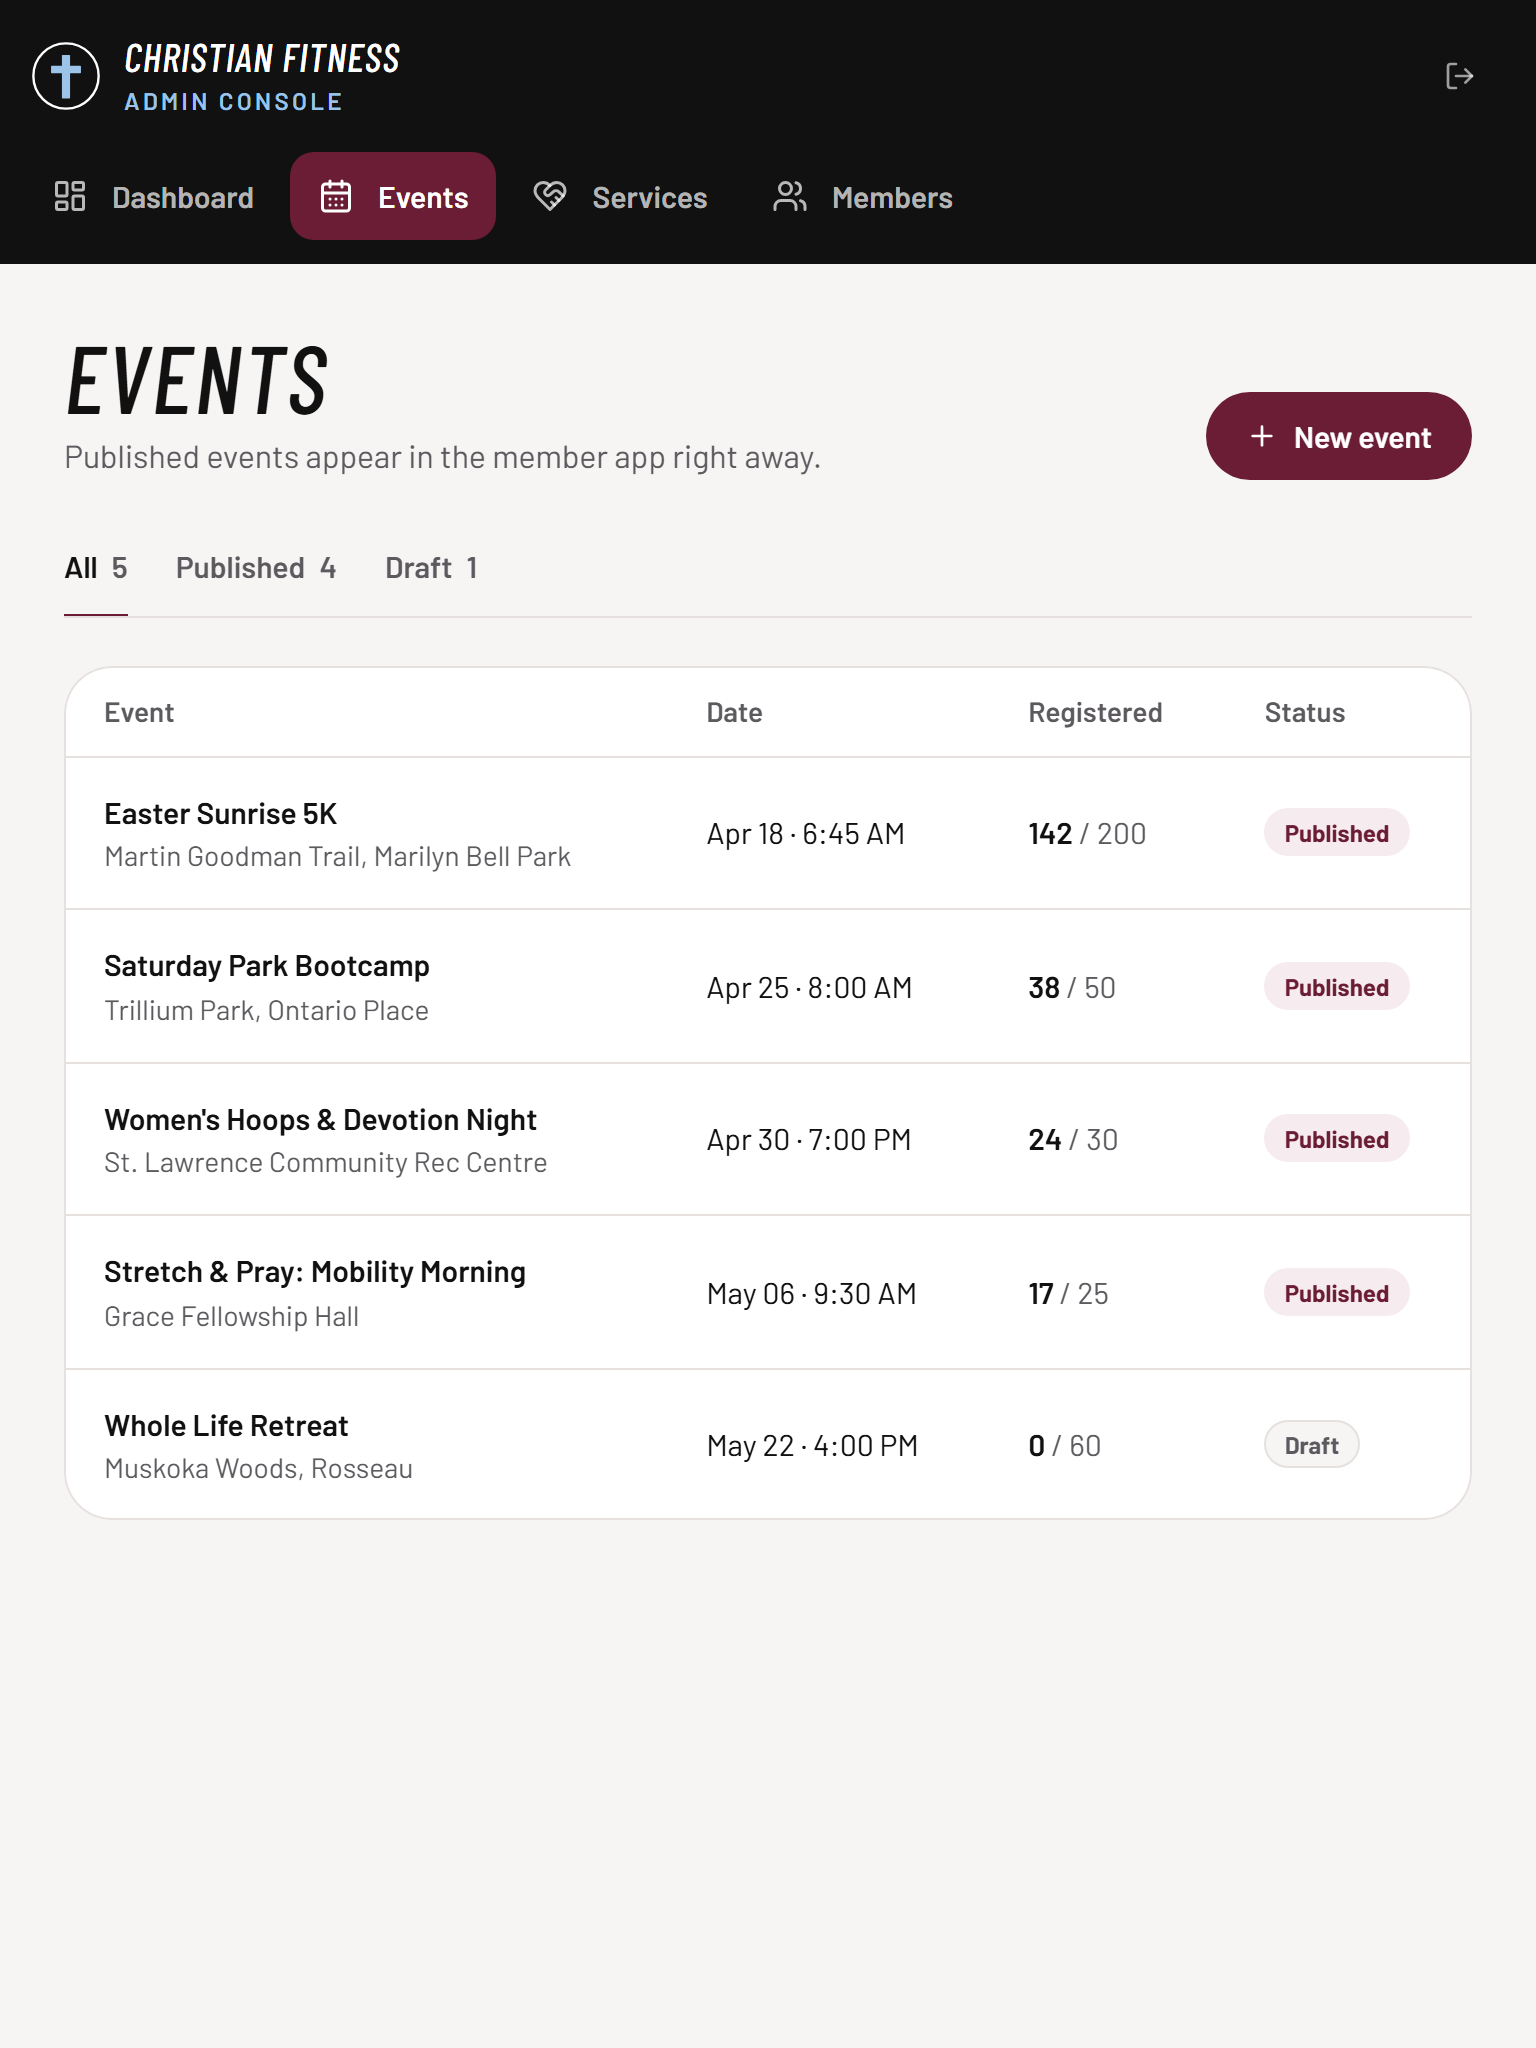 CHRISTIAN FITNESS
ADMIN CONSOLE
Dashboard Events Services Members
EVENTS
Published events appear in the member app right away.
+ New event
All 5 Published 4 Draft 1
Event Date Registered Status
Easter Sunrise 5K
Martin Goodman Trail, Marilyn Bell Park
Apr 18 · 6:45 AM 142 / 200 Published
Saturday Park Bootcamp
Trillium Park, Ontario Place
Apr 25 · 8:00 AM 38 / 50 Published
Women's Hoops & Devotion Night
St. Lawrence Community Rec Centre
Apr 30 · 7:00 PM 24 / 30 Published
Stretch & Pray: Mobility Morning
Grace Fellowship Hall
May 06 · 9:30 AM 17 / 25 Published
Whole Life Retreat
Muskoka Woods, Rosseau
May 22 · 4:00 PM 0 / 60 Draft